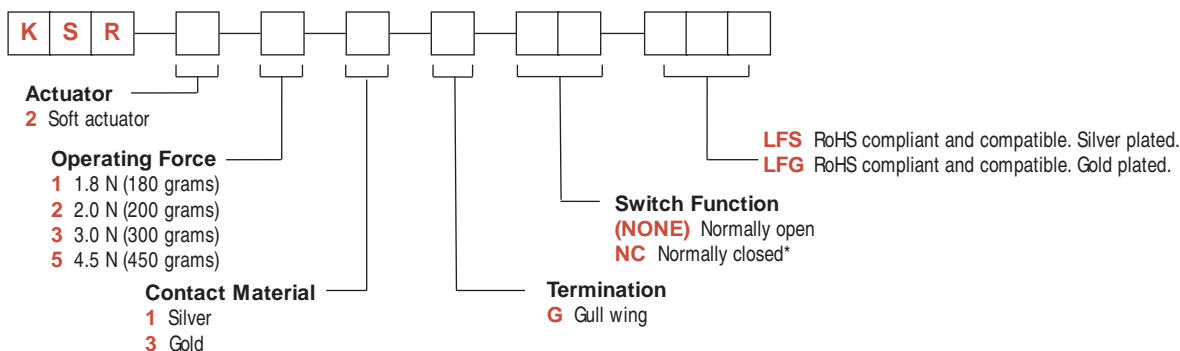 K S R
Actuator
2 Soft actuator
Operating Force
1 1.8 N (180 grams)
2 2.0 N (200 grams)
3 3.0 N (300 grams)
5 4.5 N (450 grams)
Contact Material
1 Silver
3 Gold
Termination
G Gull wing
Switch Function
(NONE) Normally open
NC Normally closed*
LFS RoHS compliant and compatible. Silver plated.
LFG RoHS compliant and compatible. Gold plated.